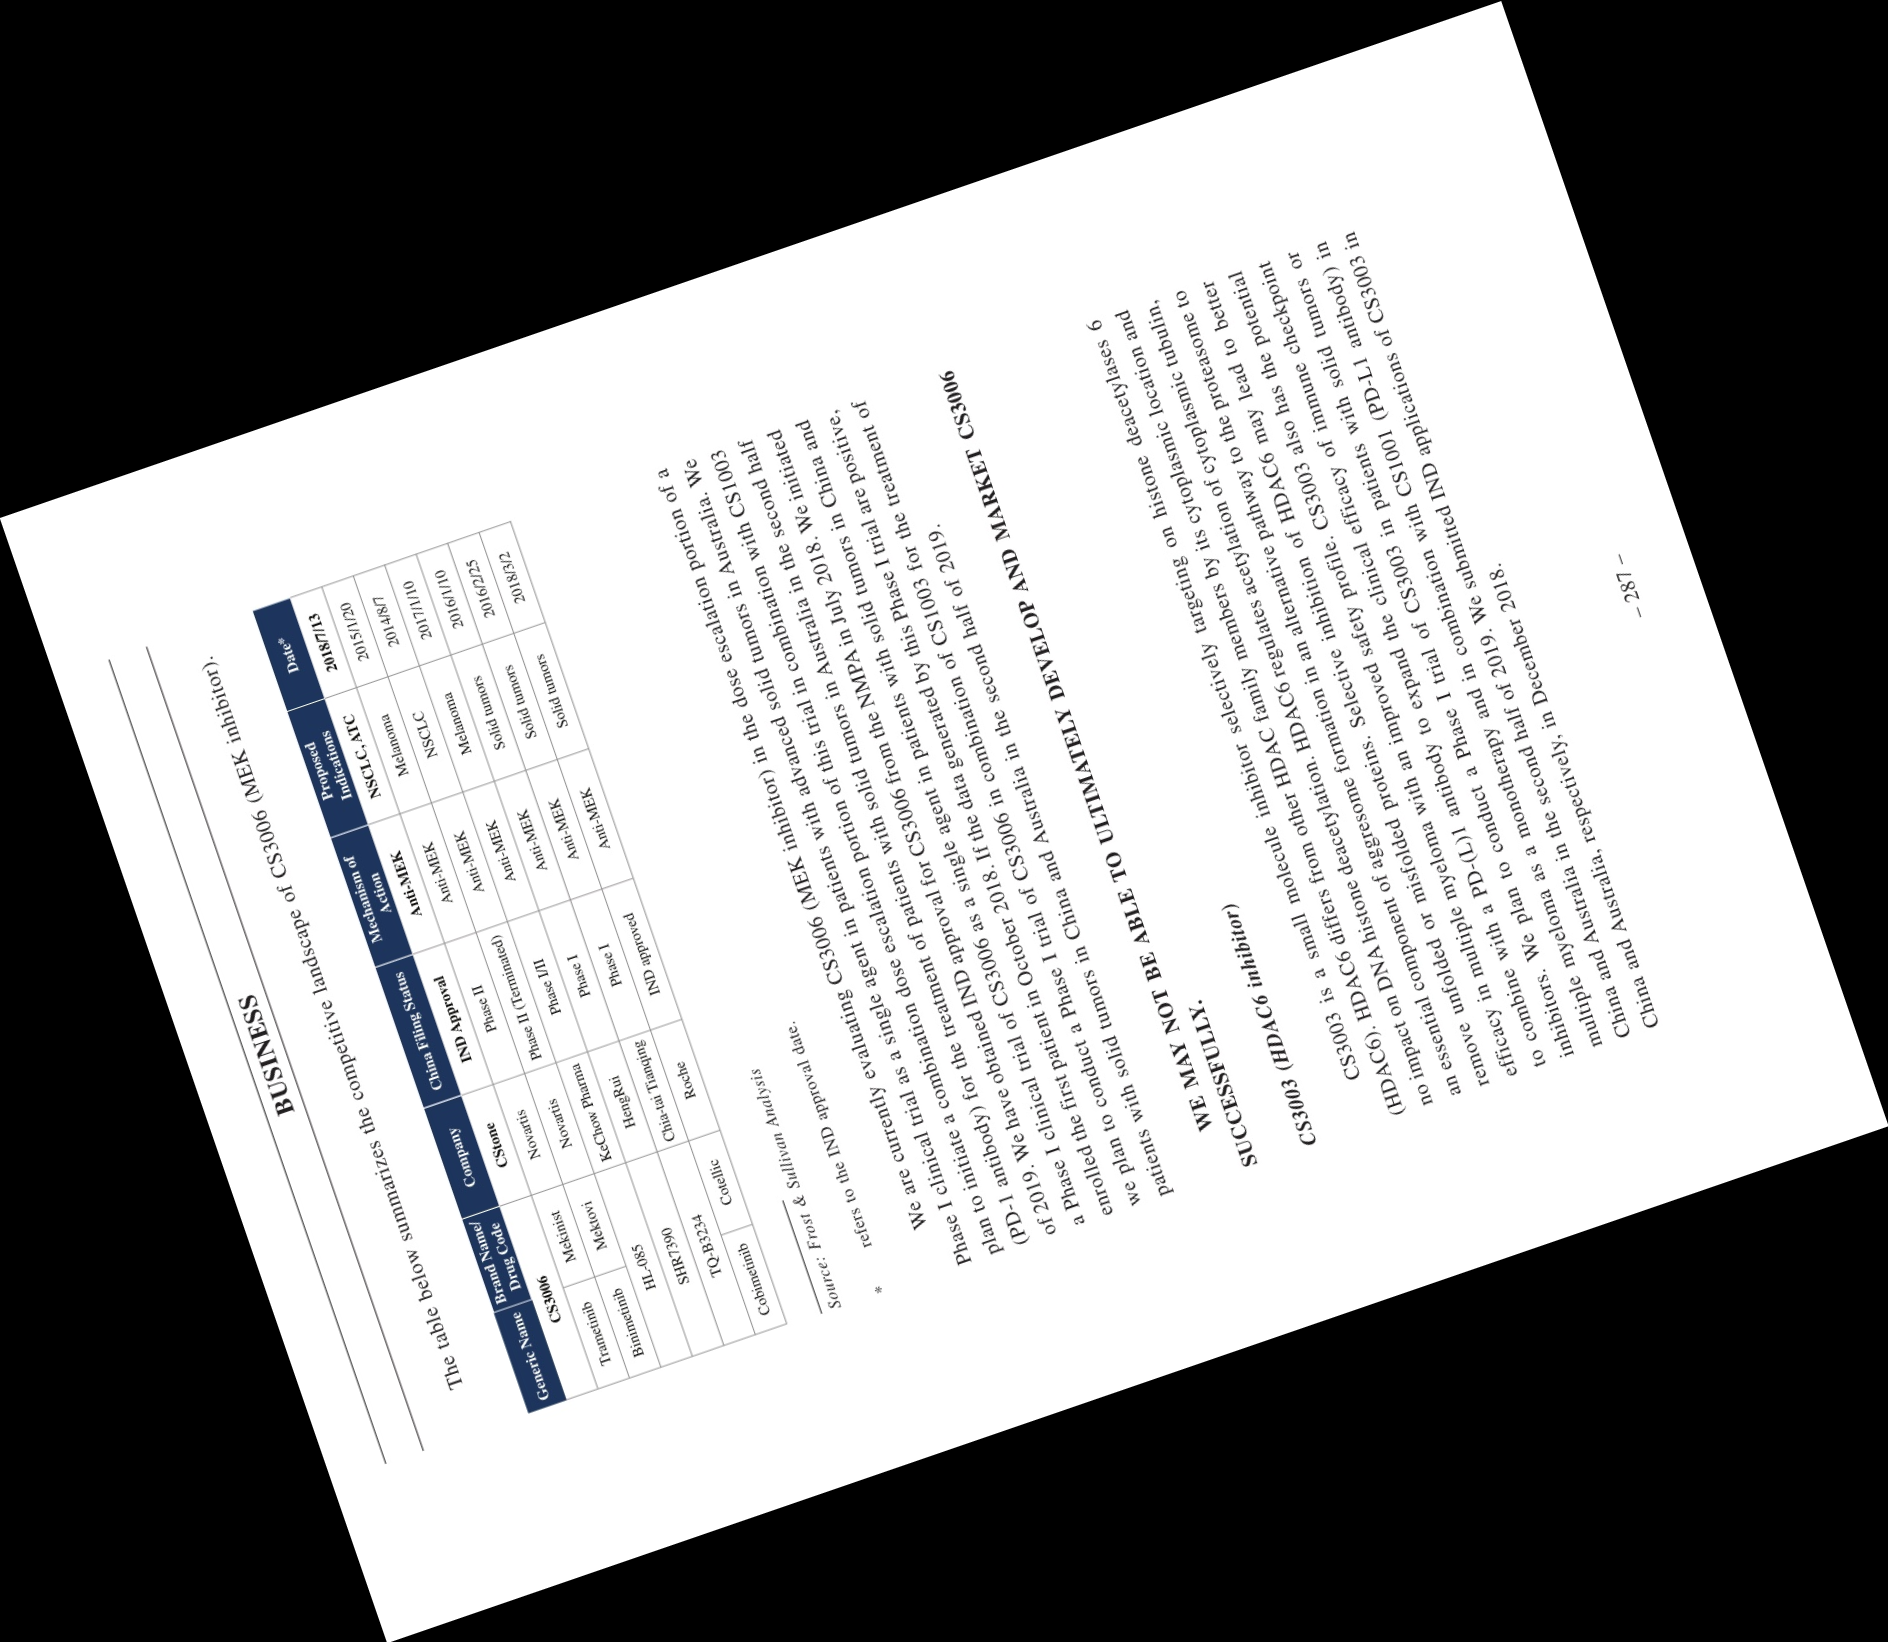 BUSINESS
The table below summarizes the competitive landscape of CS3006 (MEK inhibitor).
Generic Name Brand Name/ Drug Code Company China Filing Status Mechanism of Action Proposed Indications Date*
CS3006 CStone IND Approval Anti-MEK NSCLC, ATC 2018/7/13
Trametinib Mekinist Novartis Phase II Anti-MEK Melanoma 2015/1/20
Binimetinib Mektovi Novartis Phase II (Terminated) Anti-MEK NSCLC 2014/8/7
HL-085 KeChow Pharma Phase I/II Anti-MEK Melanoma 2017/1/10
SHR7390 HengRui Phase I Anti-MEK Solid tumors 2016/1/10
TQ-B3234 Chia-tai Tianqing Phase I Anti-MEK Solid tumors 2016/2/25
Cobimetinib Cotellic Roche IND approved Anti-MEK Solid tumors 2018/3/2
Source: Frost & Sullivan Analysis
* refers to the IND approval date.
We are currently evaluating CS3006 (MEK inhibitor) in the dose escalation portion of a
Phase I clinical trial as a single agent in patients with advanced solid tumors in Australia. We
plan to initiate a combination dose escalation portion of this trial in combination with CS1003
(PD-1 antibody) for the treatment of patients with solid tumors in Australia in the second half
of 2019. We have obtained IND approval for CS3006 from the NMPA in July 2018. We initiated
a Phase I clinical trial of CS3006 as a single agent in patients with solid tumors in China and
enrolled the first patient in October 2018. If the data generated by this Phase I trial are positive,
we plan to conduct a Phase I trial of CS3006 in combination of CS1003 for the treatment of
patients with solid tumors in China and Australia in the second half of 2019.
WE MAY NOT BE ABLE TO ULTIMATELY DEVELOP AND MARKET CS3006
SUCCESSFULLY.
CS3003 (HDAC6 inhibitor)
CS3003 is a small molecule inhibitor selectively targeting on histone deacetylases 6
(HDAC6). HDAC6 differs from other HDAC family members by its cytoplasmic location and
no impact on DNA histone deacetylation. HDAC6 regulates acetylation of cytoplasmic tubulin,
an essential component of aggresome formation in an alternative pathway to the proteasome to
remove unfolded or misfolded proteins. Selective inhibition of HDAC6 may lead to better
efficacy in multiple myeloma with an improved safety profile. CS3003 also has the potential
to combine with a PD-(L)1 antibody to expand the clinical efficacy of immune checkpoint
inhibitors. We plan to conduct a Phase I trial of CS3003 in patients with solid tumors or
multiple myeloma as a monotherapy and in combination with CS1001 (PD-L1 antibody) in
China and Australia in the second half of 2019. We submitted IND applications of CS3003 in
China and Australia, respectively, in December 2018.
– 287 –